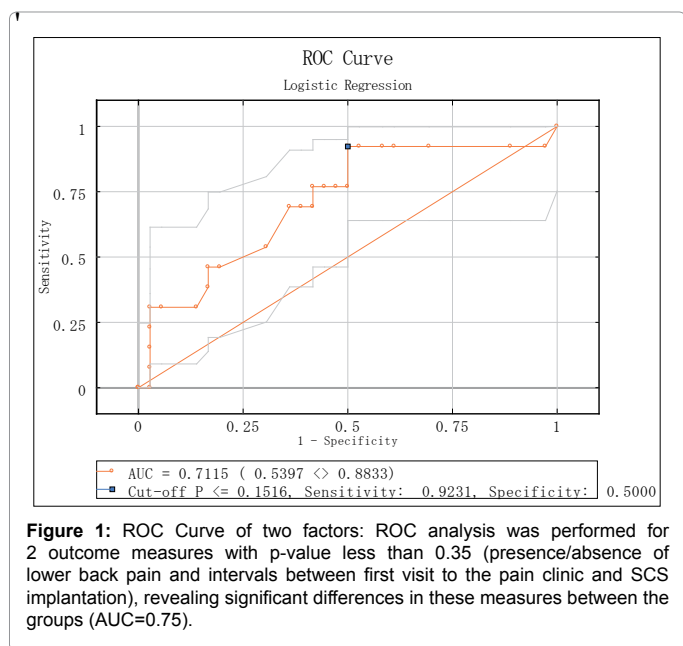 ROC Curve
Logistic Regression
1
0.75
0.5
0.25
0
Sensitivity
0 0.25 0.5 0.75 1
1 - Specificity
AUC = 0.7115 ( 0.5397 <> 0.8833)
Cut-off P <= 0.1516, Sensitivity: 0.9231, Specificity: 0.5000
Figure 1: ROC Curve of two factors: ROC analysis was performed for
2 outcome measures with p-value less than 0.35 (presence/absence of
lower back pain and intervals between first visit to the pain clinic and SCS
implantation), revealing significant differences in these measures between the
groups (AUC=0.75).